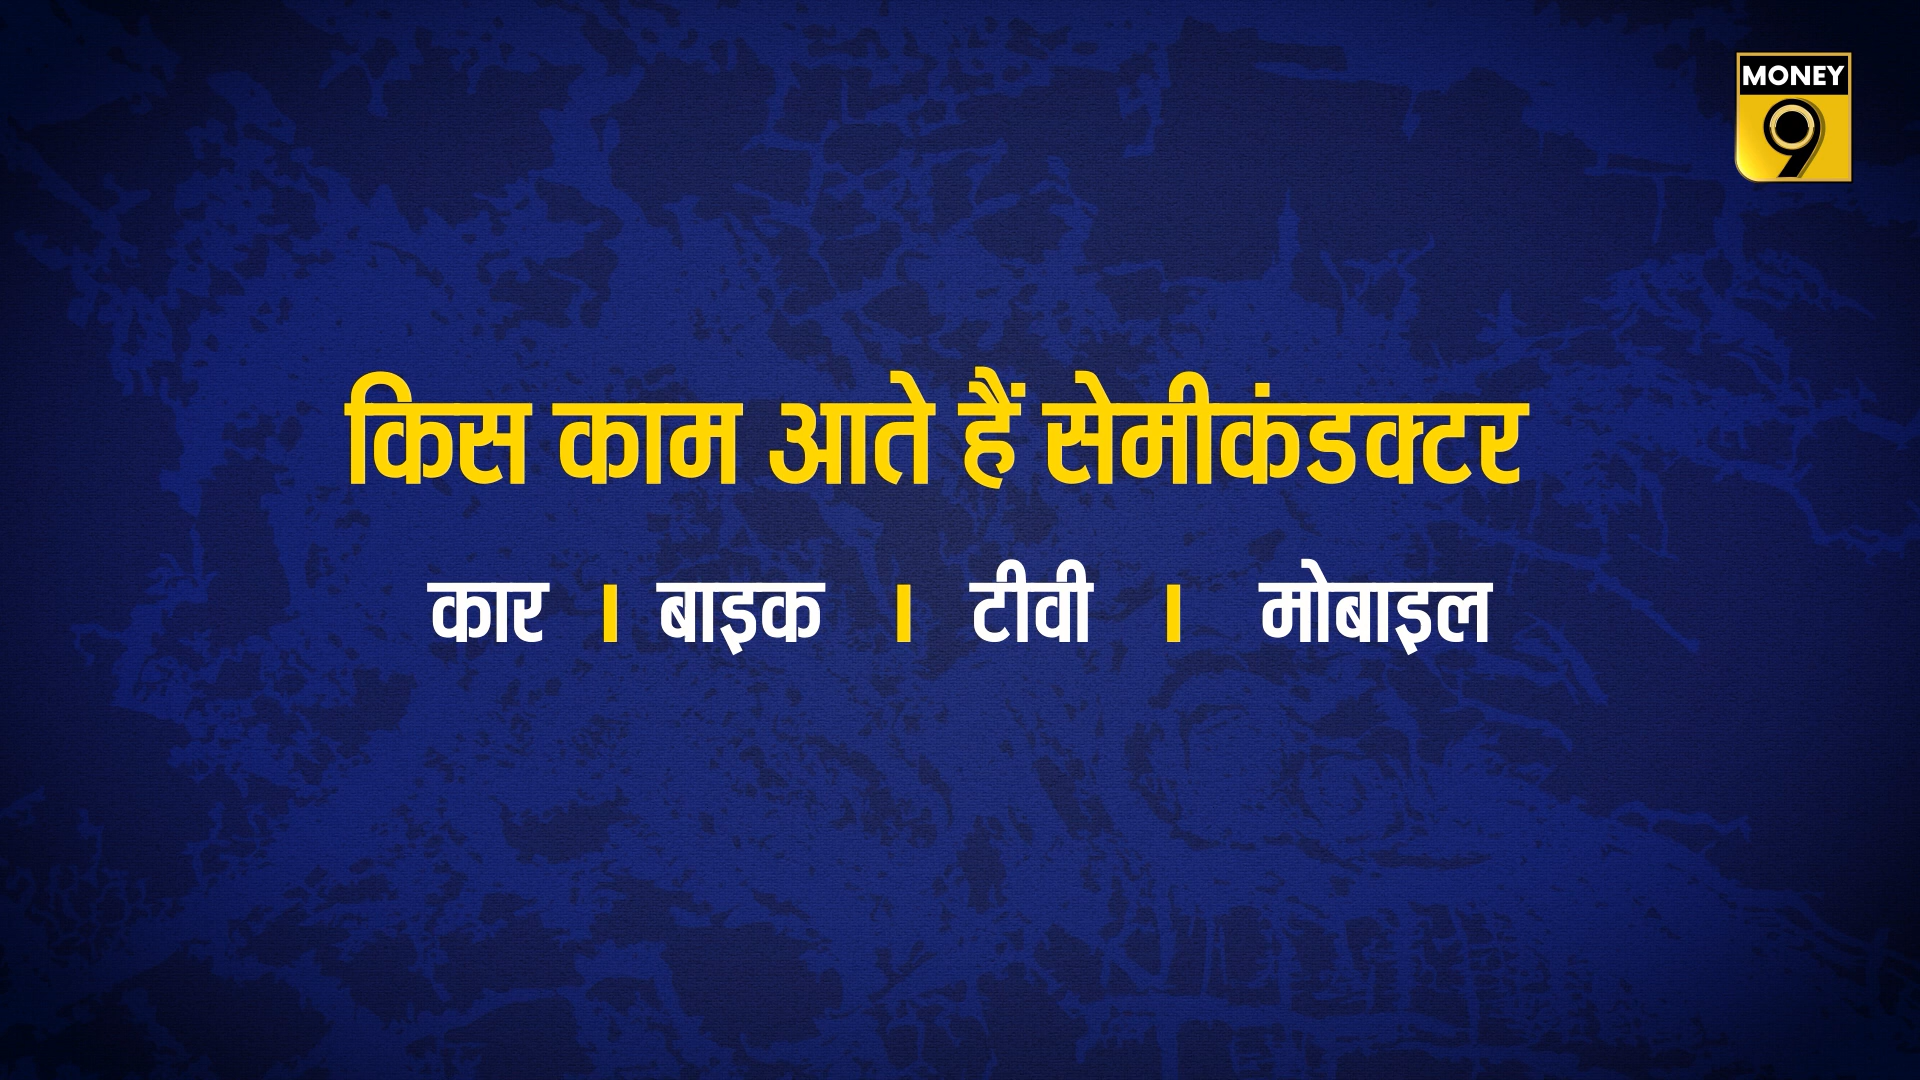 MONEY
9
किस काम आते हैं सेमीकंडक्टर
कार । बाइक । टीवी । मोबाइल